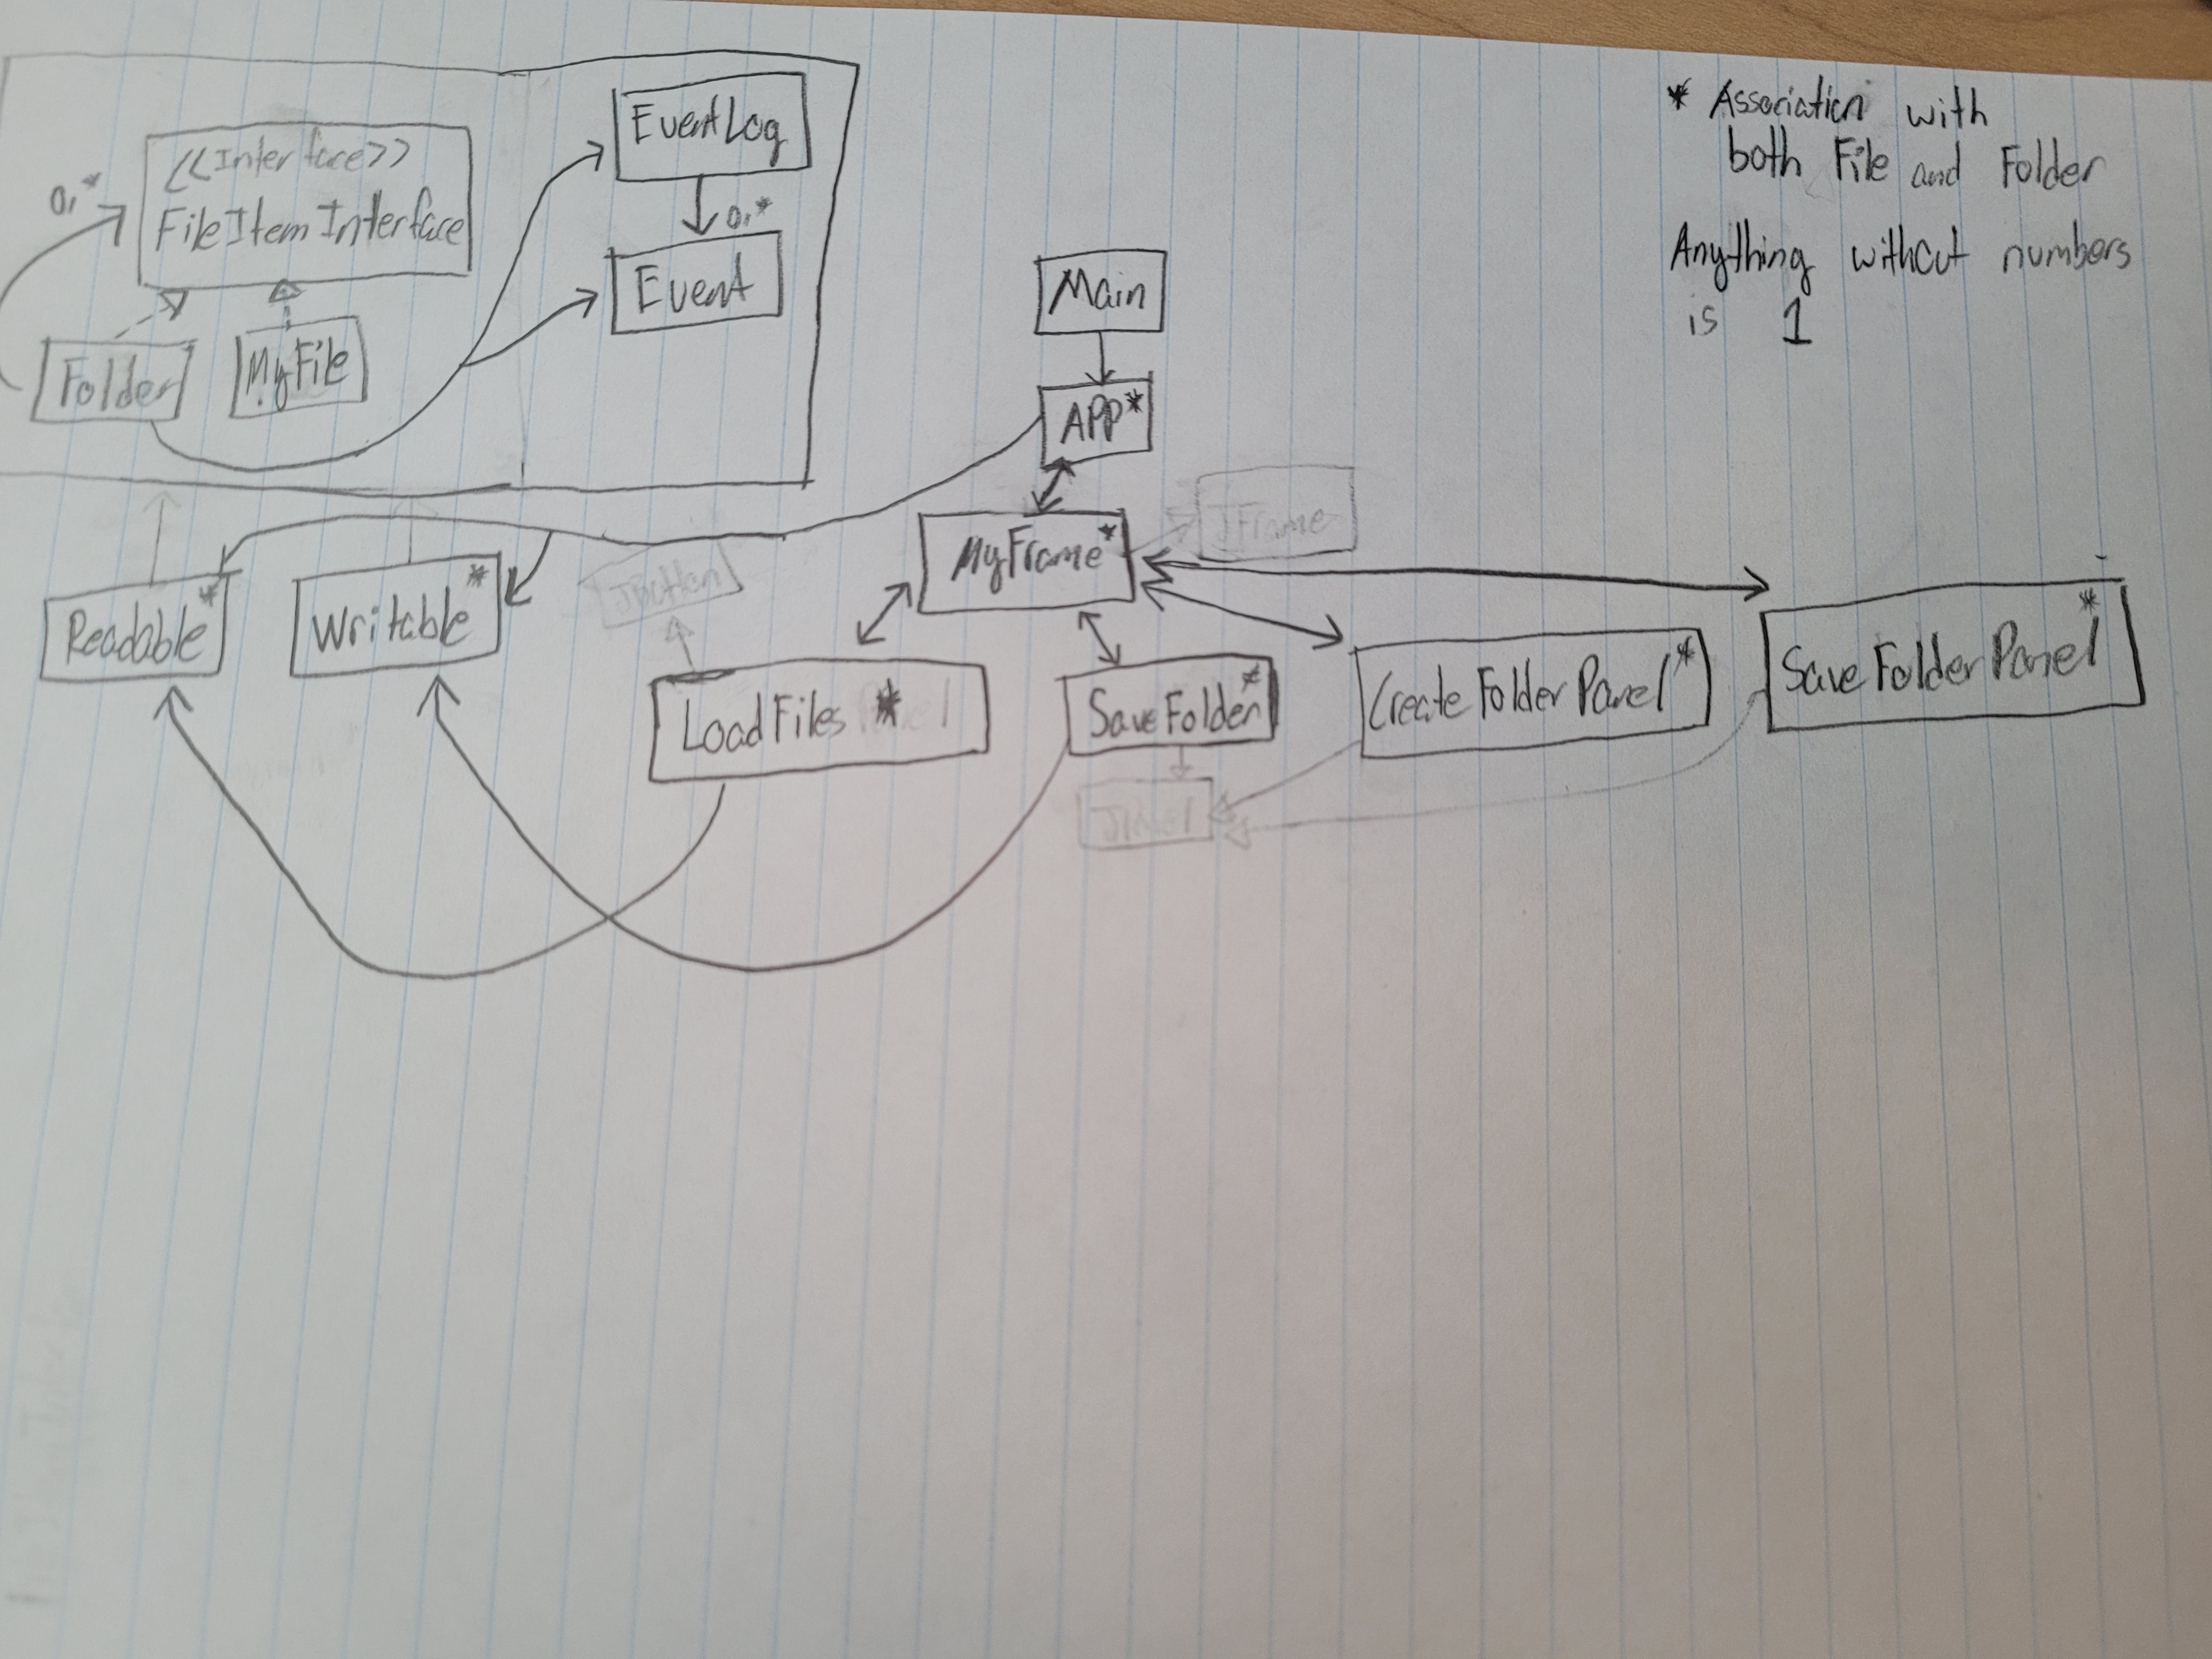 EventLog
0,*
Event
<<Interface>>
FileItemInterface
0,*
Folder
MyFile
* Association with
both File and Folder
Anything without numbers
is 1
Main
APP*
MyFrame*
JFrame
Readable*
Writable*
JButton
LoadFiles *
SaveFolder*
CreateFolderPanel*
SaveFolderPanel*
JPanel